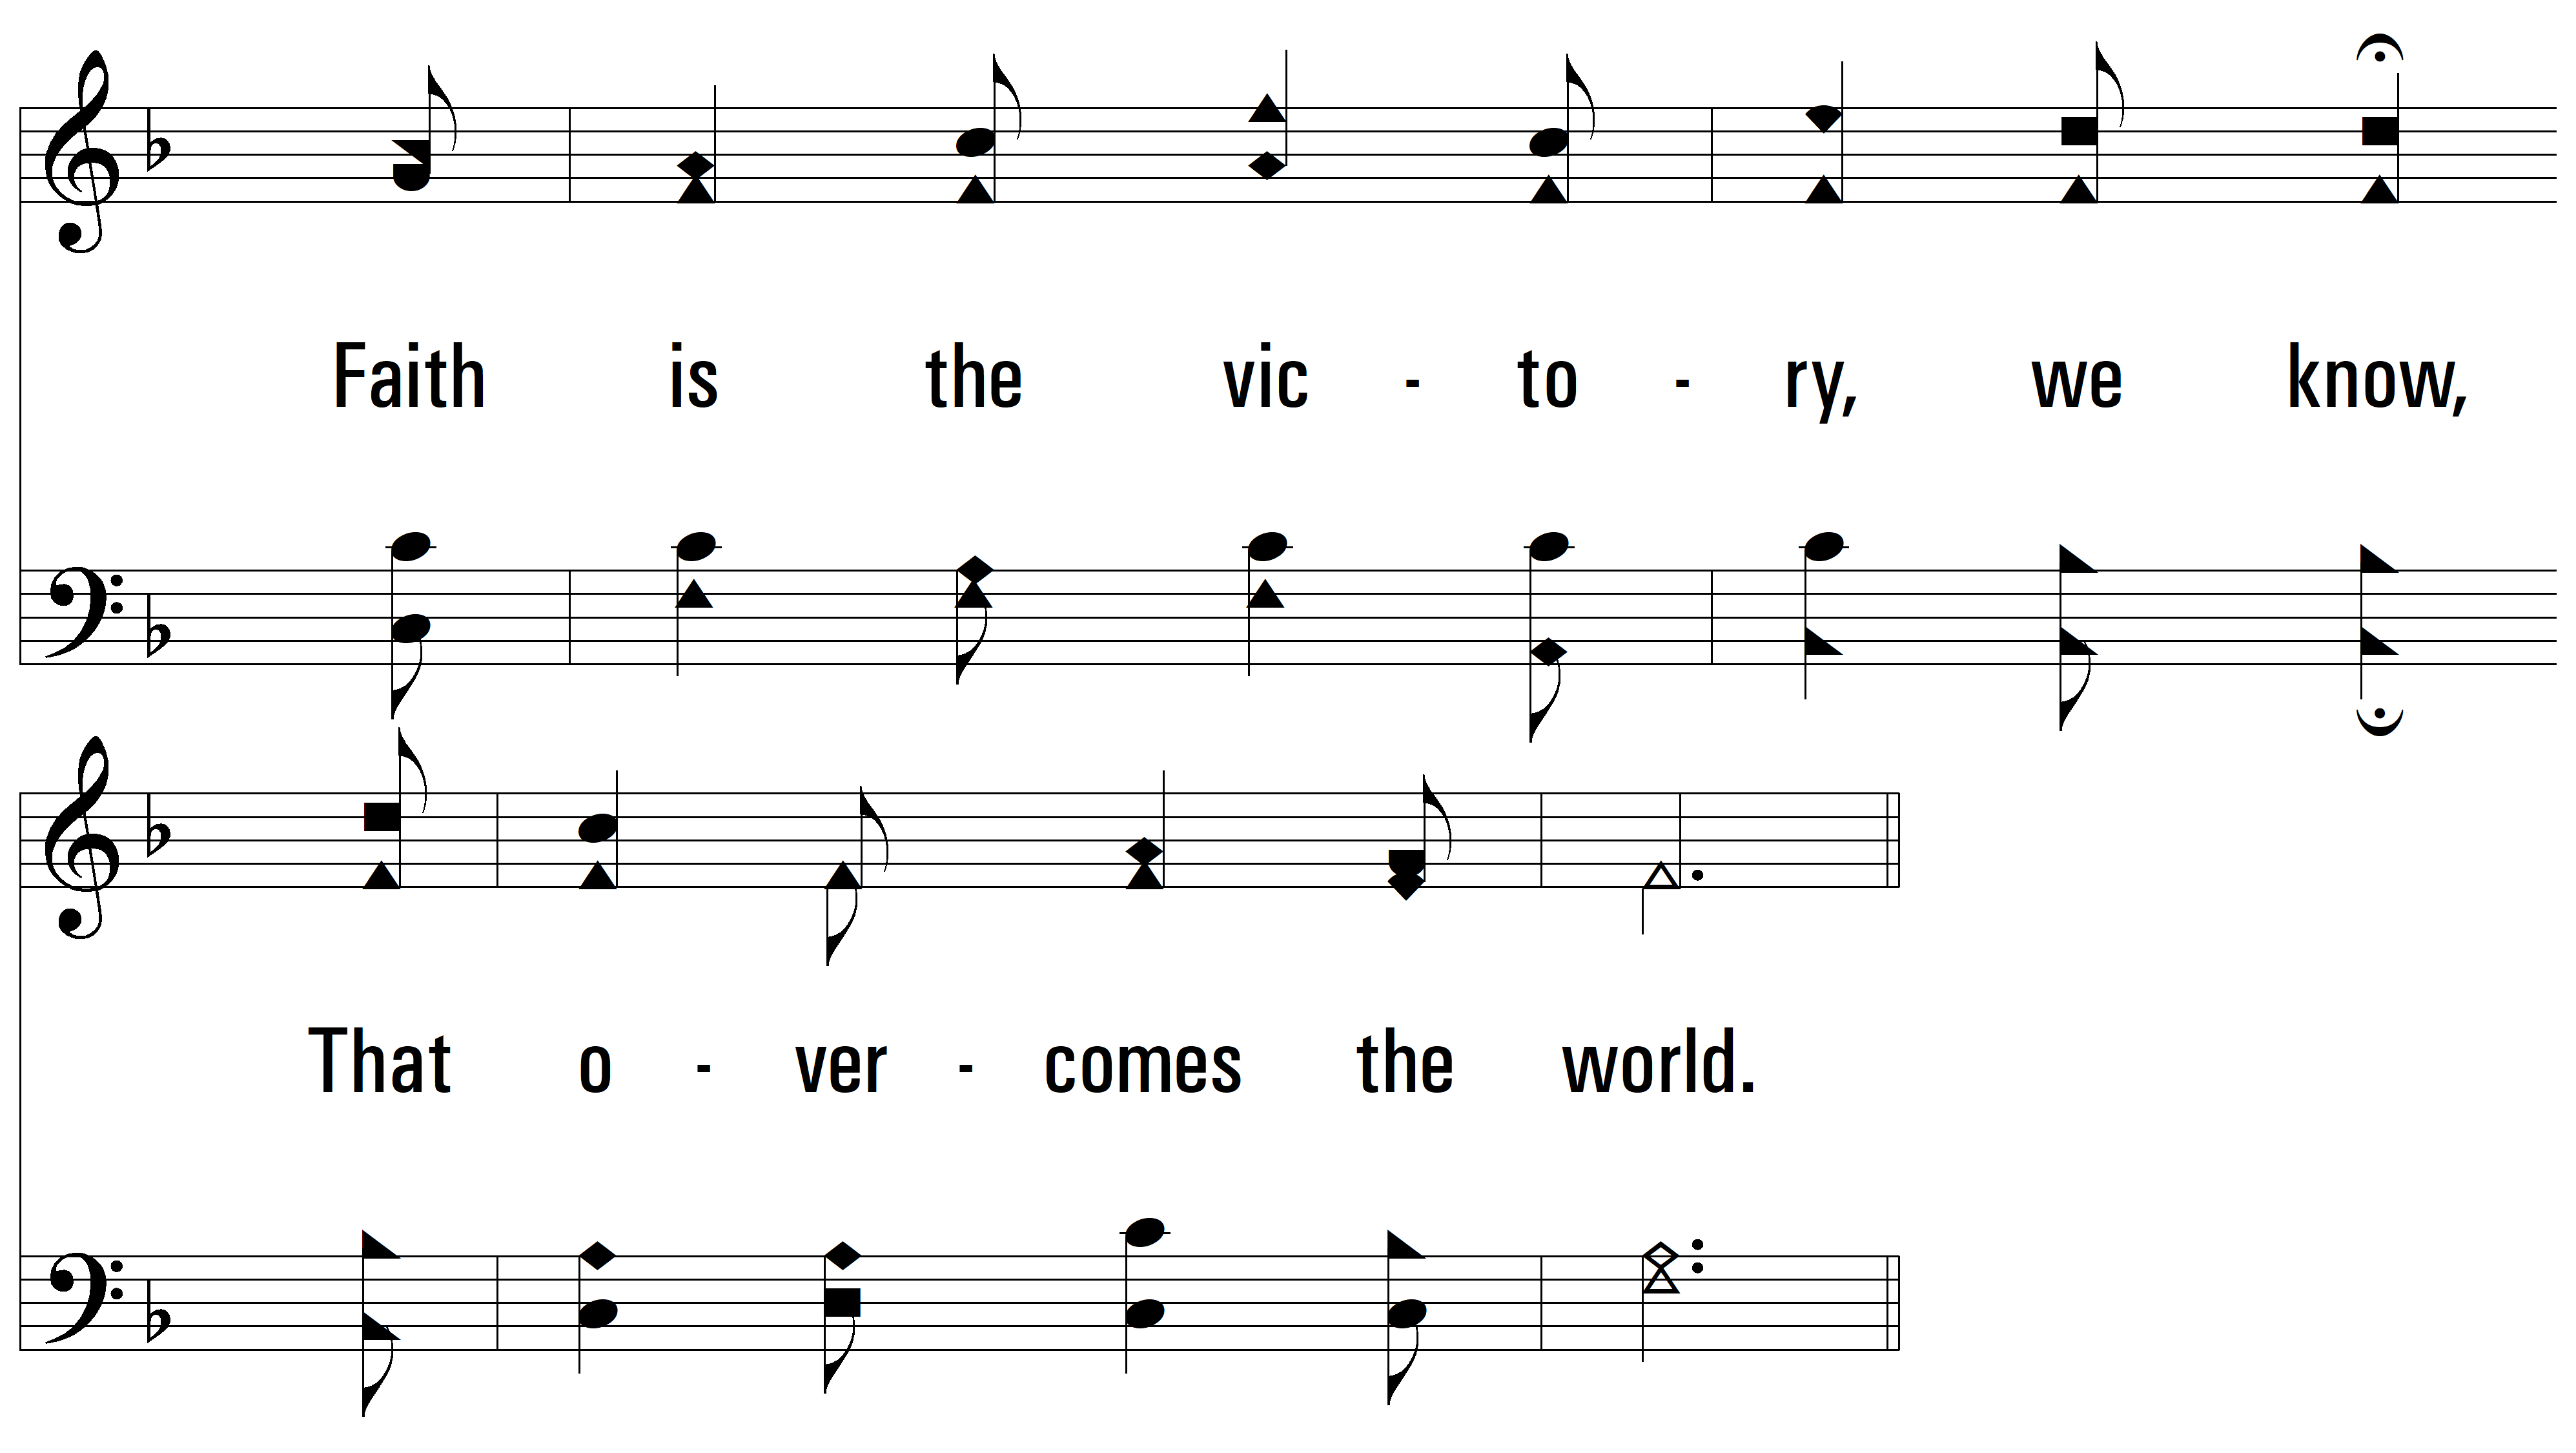 Faith is the vic - to - ry, we know,
That o - ver - comes the world.